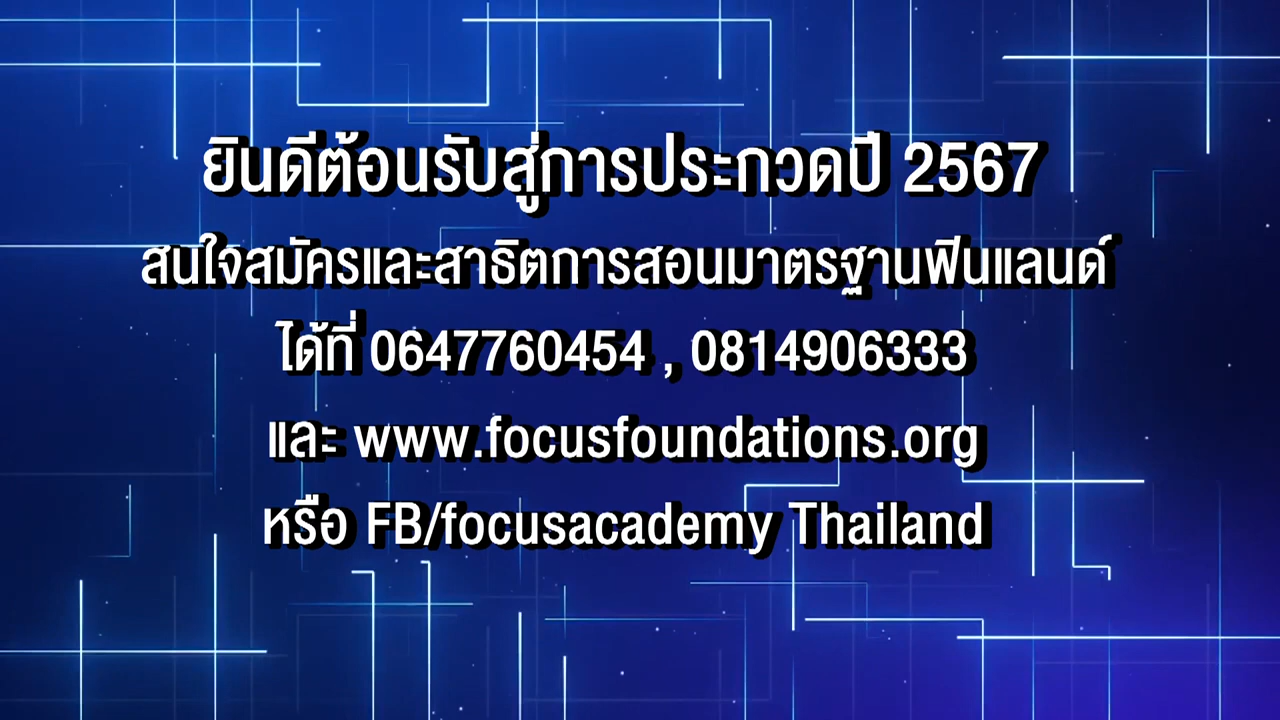 ยินดีต้อนรับสู่การประกวดปี 2567
สนใจสมัครและสาธิตการสอนมาตรฐานฟินแลนด์
ได้ที่ 0647760454 , 0814906333
และ www.focusfoundations.org
หรือ FB/focusacademy Thailand